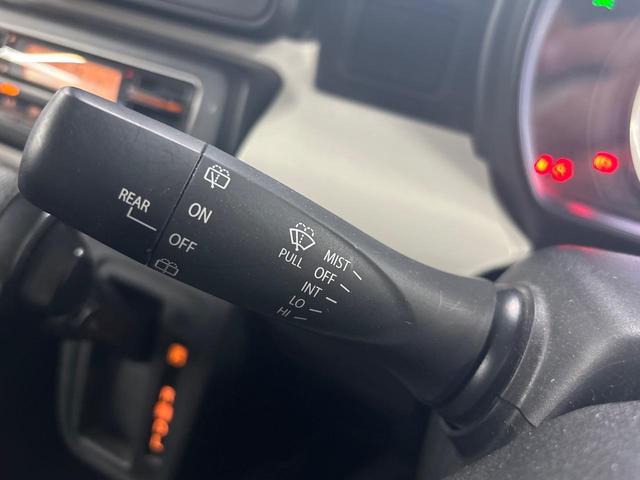 REAR
ON
OFF
PULL
MIST
OFF
INT
LO
HI